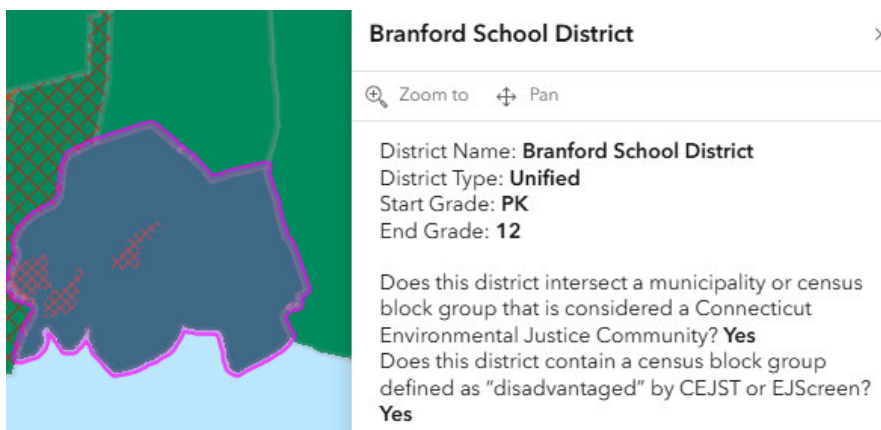 Branford School District
Zoom to Pan
District Name: Branford School District
District Type: Unified
Start Grade: PK
End Grade: 12
Does this district intersect a municipality or census
block group that is considered a Connecticut
Environmental Justice Community? Yes
Does this district contain a census block group
defined as “disadvantaged” by CEJST or EJScreen?
Yes